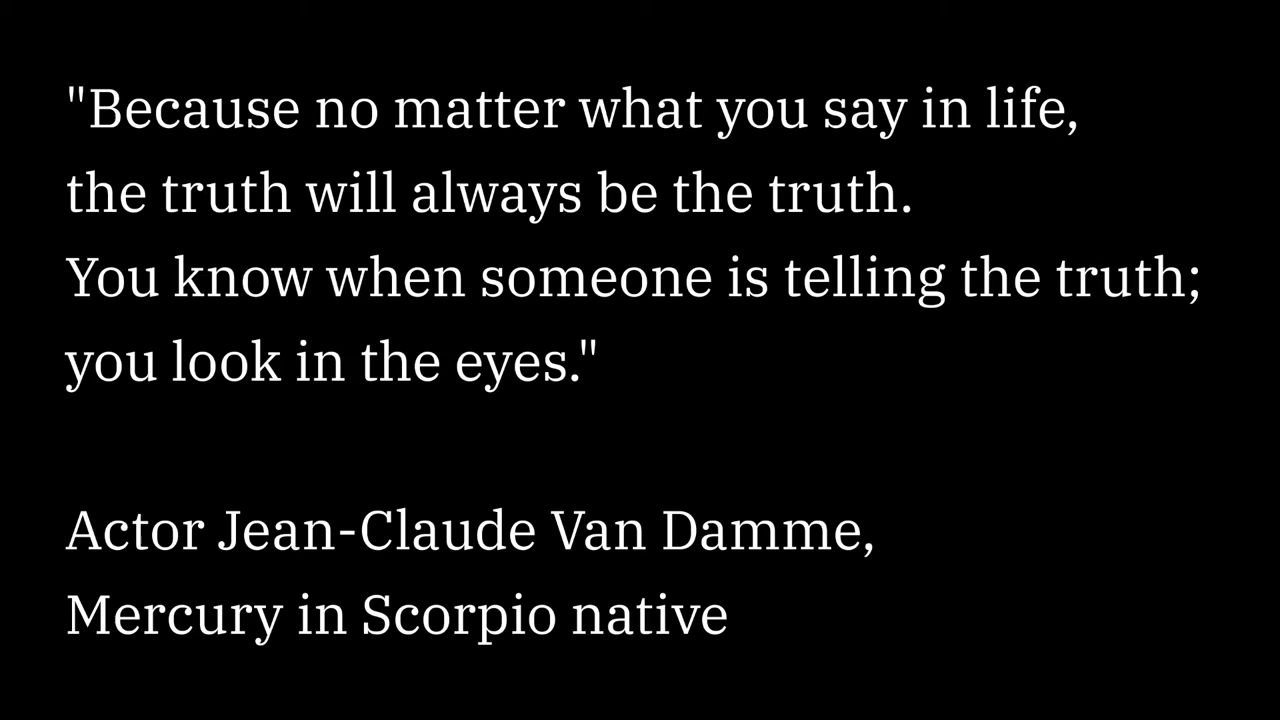 "Because no matter what you say in life,
the truth will always be the truth.
You know when someone is telling the truth;
you look in the eyes."
Actor Jean-Claude Van Damme,
Mercury in Scorpio native